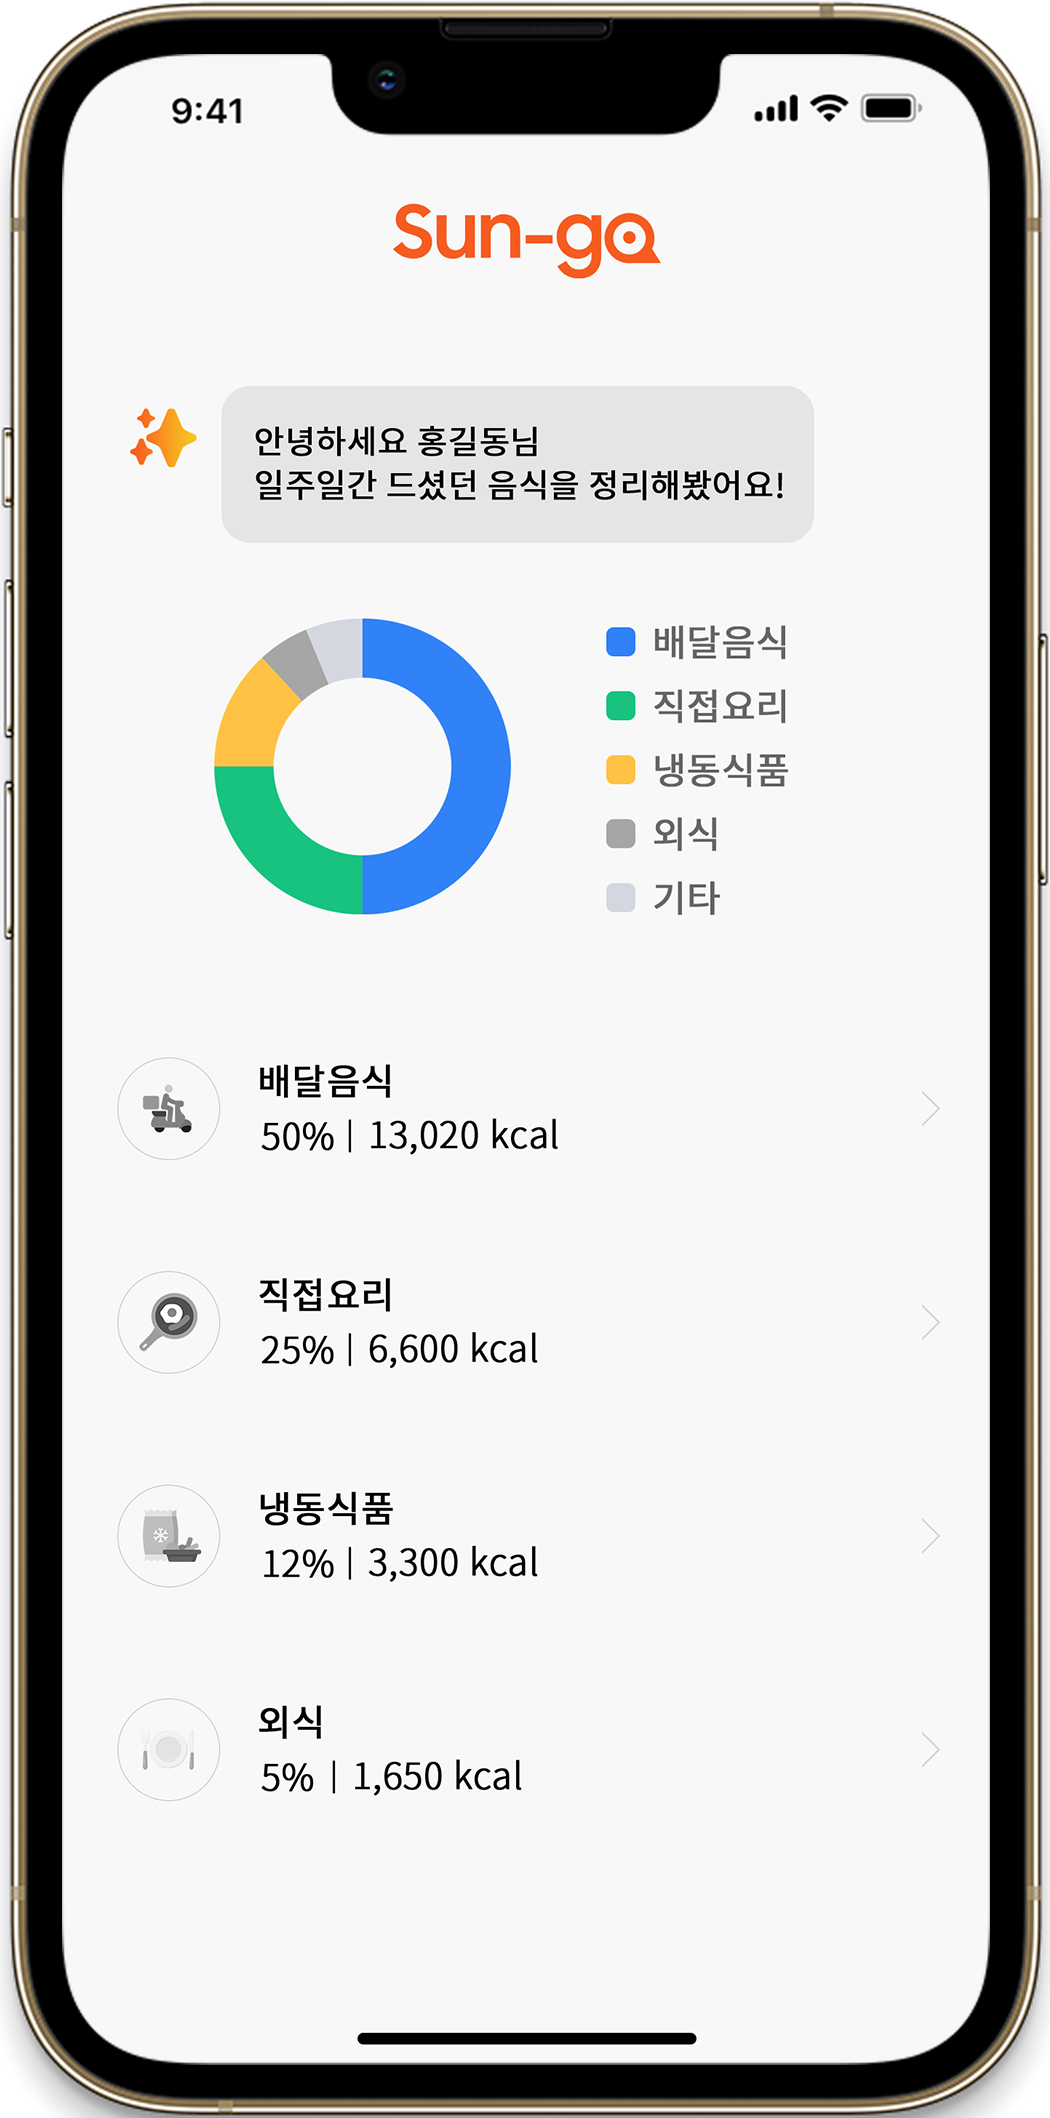 9:41
Sun-go
안녕하세요 홍길동님
일주일간 드셨던 음식을 정리해봤어요!
배달음식
직접요리
냉동식품
외식
기타
배달음식
50% | 13,020 kcal
직접요리
25% | 6,600 kcal
냉동식품
12% | 3,300 kcal
외식
5% | 1,650 kcal